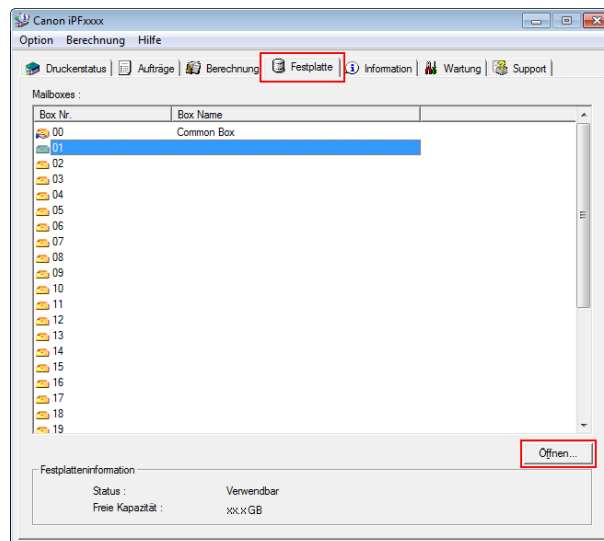 Canon iPFxxxx
Option Berechnung Hilfe
Druckerstatus Aufträge Berechnung Festplatte Information Wartung Support
Mailboxes :
Box Nr. Box Name
00 Common Box
01
02
03
04
05
06
07
08
09
10
11
12
13
14
15
16
17
18
19
Öffnen...
Festplatteninformation
Status : Verwendbar
Freie Kapazität : xx.xGB